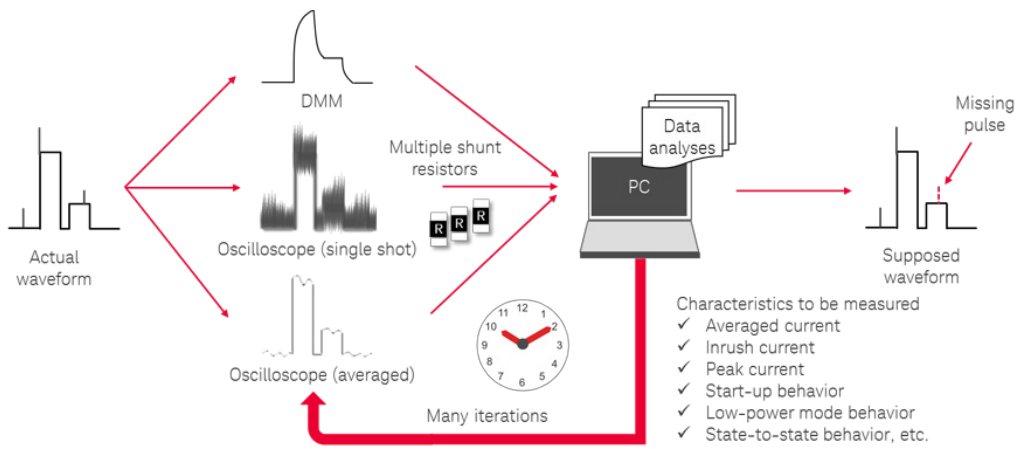 DMM
Multiple shunt
resistors
R
R
R
Oscilloscope (single shot)
Actual
waveform
Oscilloscope (averaged)
12
1
2
3
4
5
6
7
8
9
10
11
Many iterations
Data
analyses
PC
Missing
pulse
Supposed
waveform
Characteristics to be measured
✓ Averaged current
✓ Inrush current
✓ Peak current
✓ Start-up behavior
✓ Low-power mode behavior
✓ State-to-state behavior, etc.